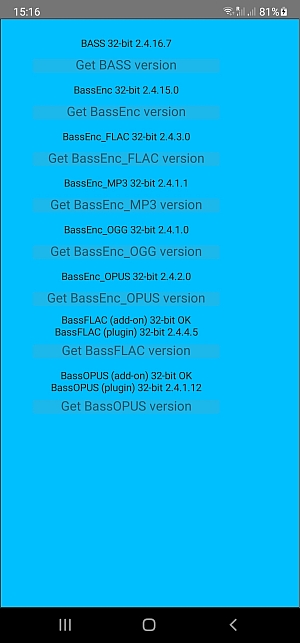 15:16
81%
BASS 32-bit 2.4.16.7
Get BASS version
BassEnc 32-bit 2.4.15.0
Get BassEnc version
BassEnc_FLAC 32-bit 2.4.3.0
Get BassEnc_FLAC version
BassEnc_MP3 32-bit 2.4.1.1
Get BassEnc_MP3 version
BassEnc_OGG 32-bit 2.4.1.0
Get BassEnc_OGG version
BassEnc_OPUS 32-bit 2.4.2.0
Get BassEnc_OPUS version
BassFLAC (add-on) 32-bit OK
BassFLAC (plugin) 32-bit 2.4.4.5
Get BassFLAC version
BassOPUS (add-on) 32-bit OK
BassOPUS (plugin) 32-bit 2.4.1.12
Get BassOPUS version